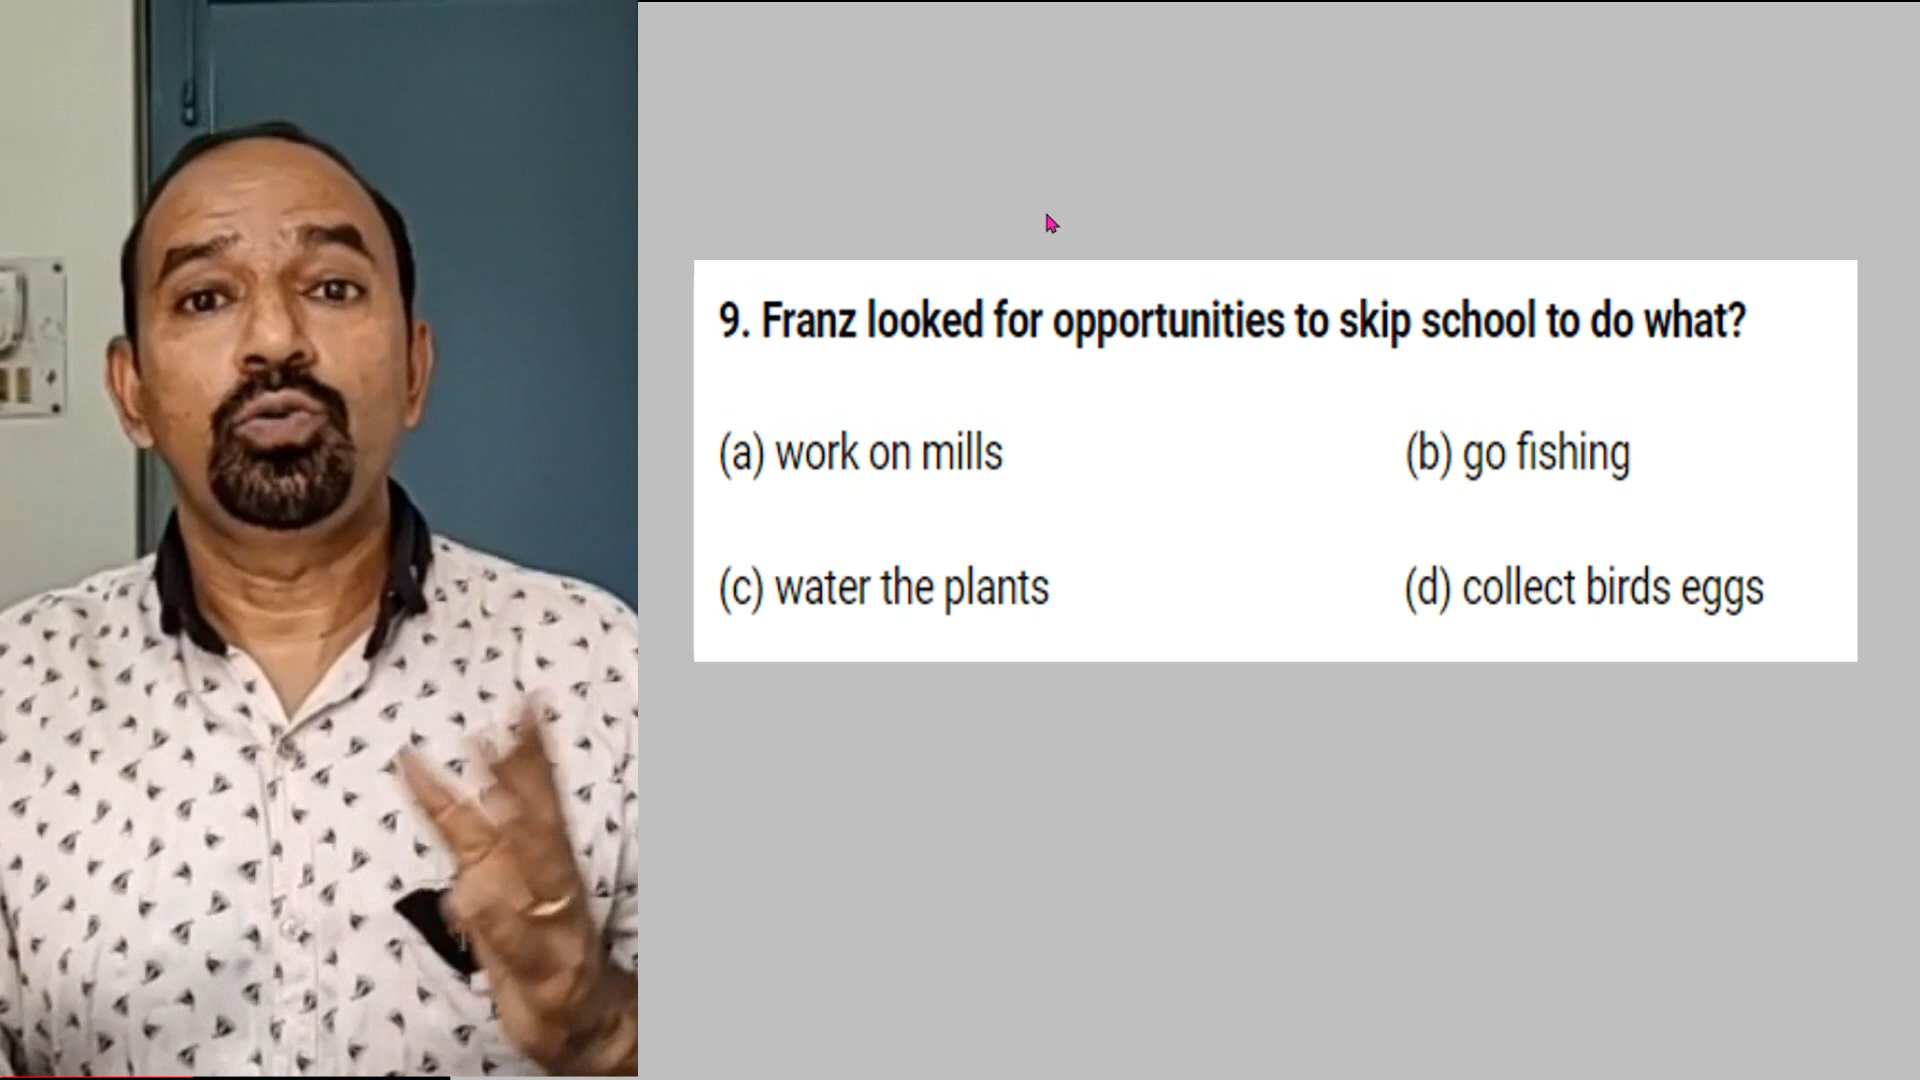 9. Franz looked for opportunities to skip school to do what?
(a) work on mills (b) go fishing
(c) water the plants (d) collect birds eggs